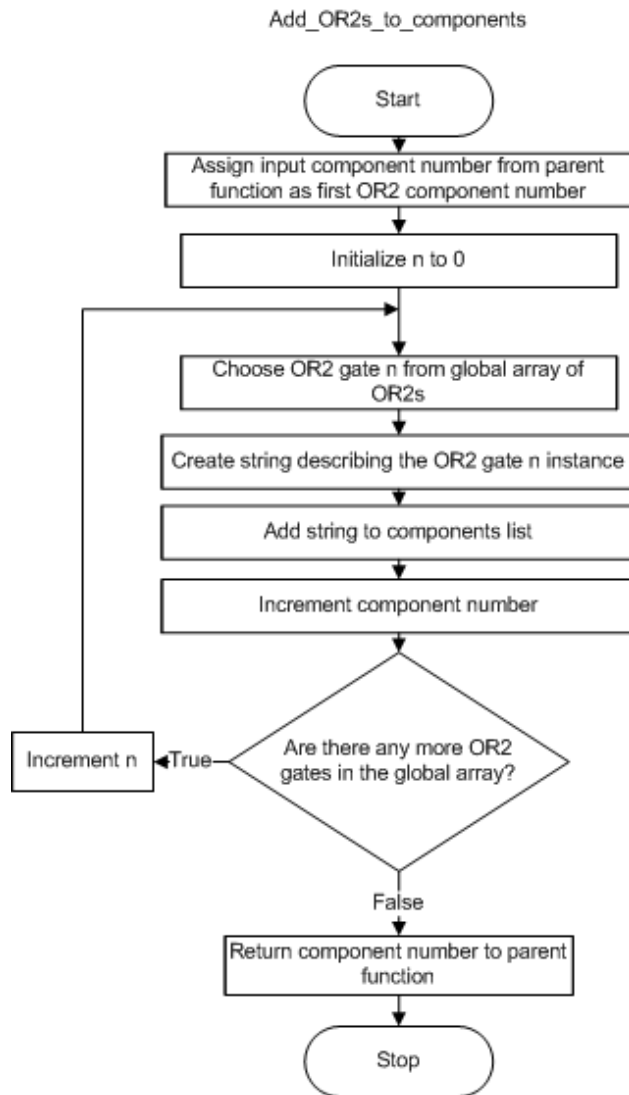 Add_OR2s_to_components
Start
Assign input component number from parent
function as first OR2 component number
Initialize n to 0
Choose OR2 gate n from global array of
OR2s
Create string describing the OR2 gate n instance
Add string to components list
Increment component number
Are there any more OR2
gates in the global array?
True
Increment n
False
Return component number to parent
function
Stop